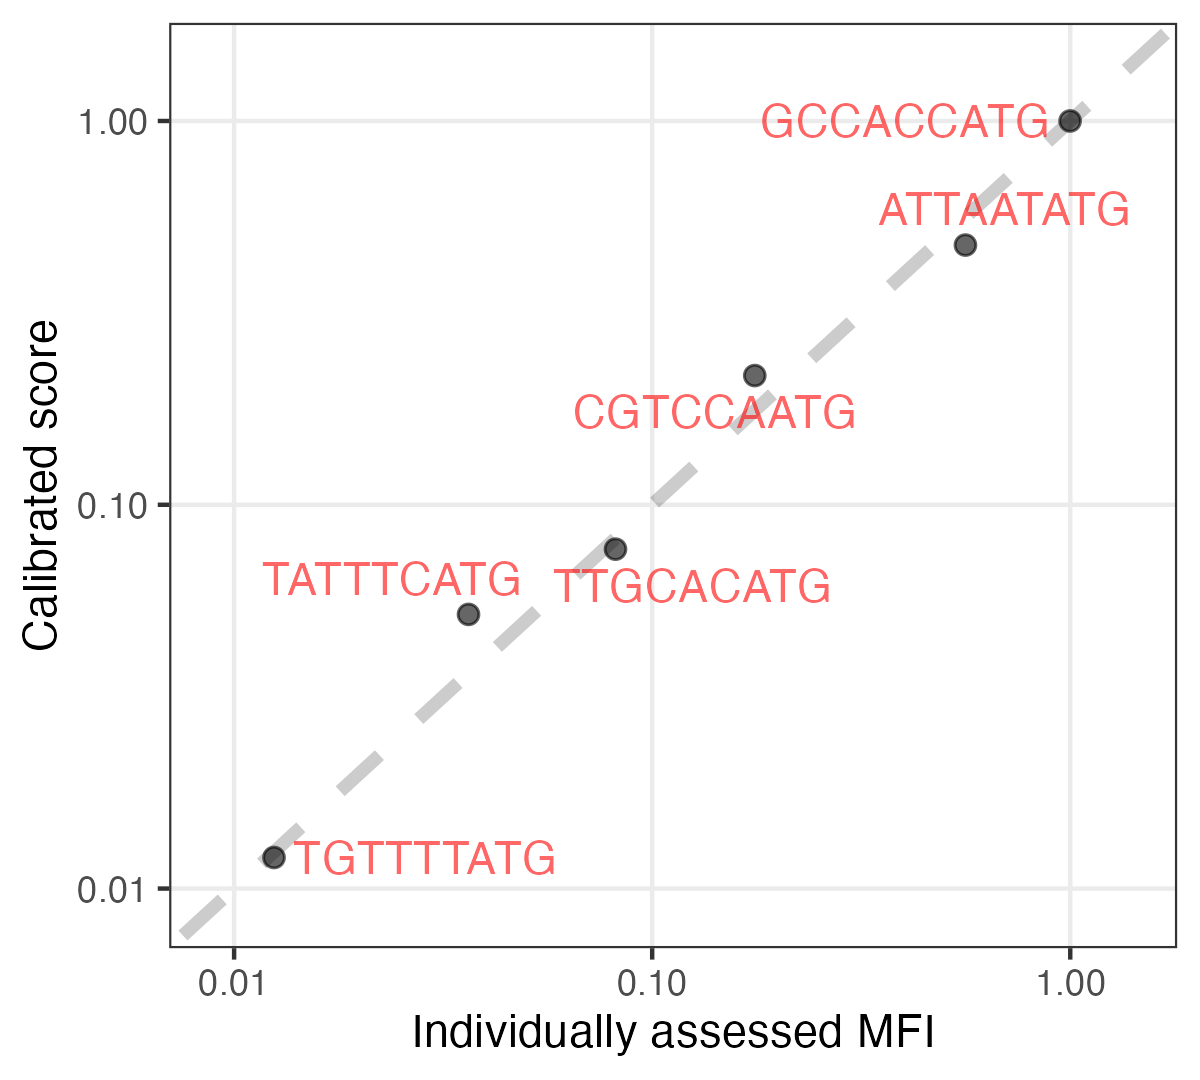 1.00
0.10
0.01
Calibrated score
GCCACCATG
ATTAATATG
CGTCCAATG
TATTTCATG
TTGCACATG
TGTTTTATG
0.01
0.10
1.00
Individually assessed MFI